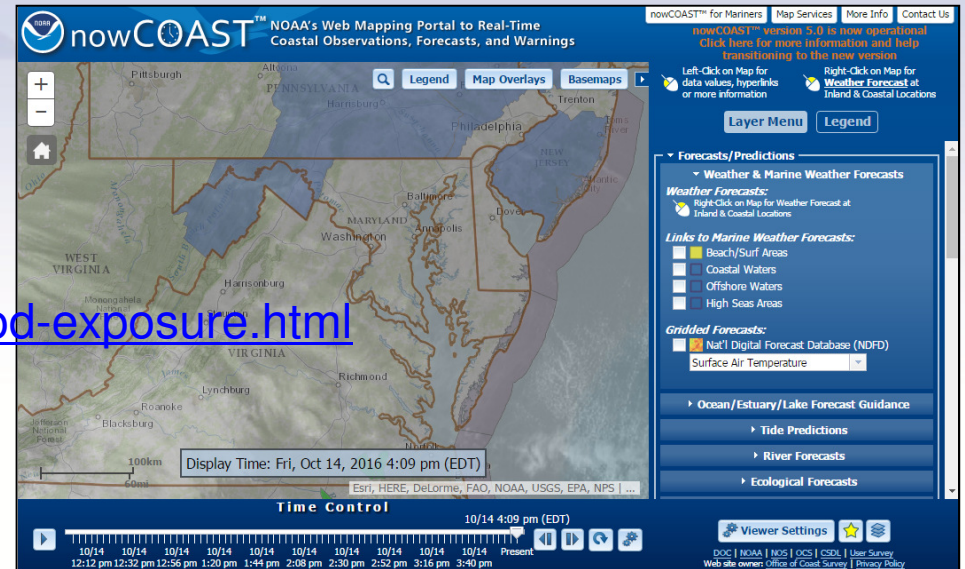 NOAA
nowCOAST™
NOAA's Web Mapping Portal to Real-Time
Coastal Observations, Forecasts, and Warnings
nowCOAST™ for Mariners
Map Services
More Info
Contact Us
nowCOAST™ version 5.0 is now operational
Click here for more information and help
transitioning to the new version
Left-Click on Map for
data values, hyperlinks
or more information
Right-Click on Map for
Weather Forecast at
Inland & Coastal Locations
Layer Menu
Legend
+
−
Legend
Map Overlays
Basemaps
Pittsburgh
Altoona
PENNSYLVANIA
Harrisburg
Trenton
Philadelphia
Toms
River
NEW
JERSEY
Atlantic
City
Ohio
Baltimore
MARYLAND
Dover
Annapolis
Washington
WEST
VIRGINIA
Harrisonburg
Monongahela
National
Staunton
od-exposure.html
VIRGINIA
Richmond
Lynchburg
Roanoke
Blacksburg
Jefferson
National
Forest
Norfolk
100km
60mi
Display Time: Fri, Oct 14, 2016 4:09 pm (EDT)
Esri, HERE, DeLorme, FAO, NOAA, USGS, EPA, NPS | ...
Forecasts/Predictions
Weather & Marine Weather Forecasts
Weather Forecasts:
Right-Click on Map for Weather Forecast at
Inland & Coastal Locations
Links to Marine Weather Forecasts:
Beach/Surf Areas
Coastal Waters
Offshore Waters
High Seas Areas
Gridded Forecasts:
Nat'l Digital Forecast Database (NDFD)
Surface Air Temperature
Ocean/Estuary/Lake Forecast Guidance
Tide Predictions
River Forecasts
Ecological Forecasts
Time Control
10/14 4:09 pm (EDT)
10/14 10/14 10/14 10/14 10/14 10/14 10/14 10/14 10/14 10/14 Present
12:12 pm 12:32 pm 12:56 pm 1:20 pm 1:44 pm 2:08 pm 2:30 pm 2:52 pm 3:16 pm 3:40 pm
Viewer Settings
DOC | NOAA | NOS | OCS | CSDL | User Survey
Web site owner: Office of Coast Survey | Privacy Policy